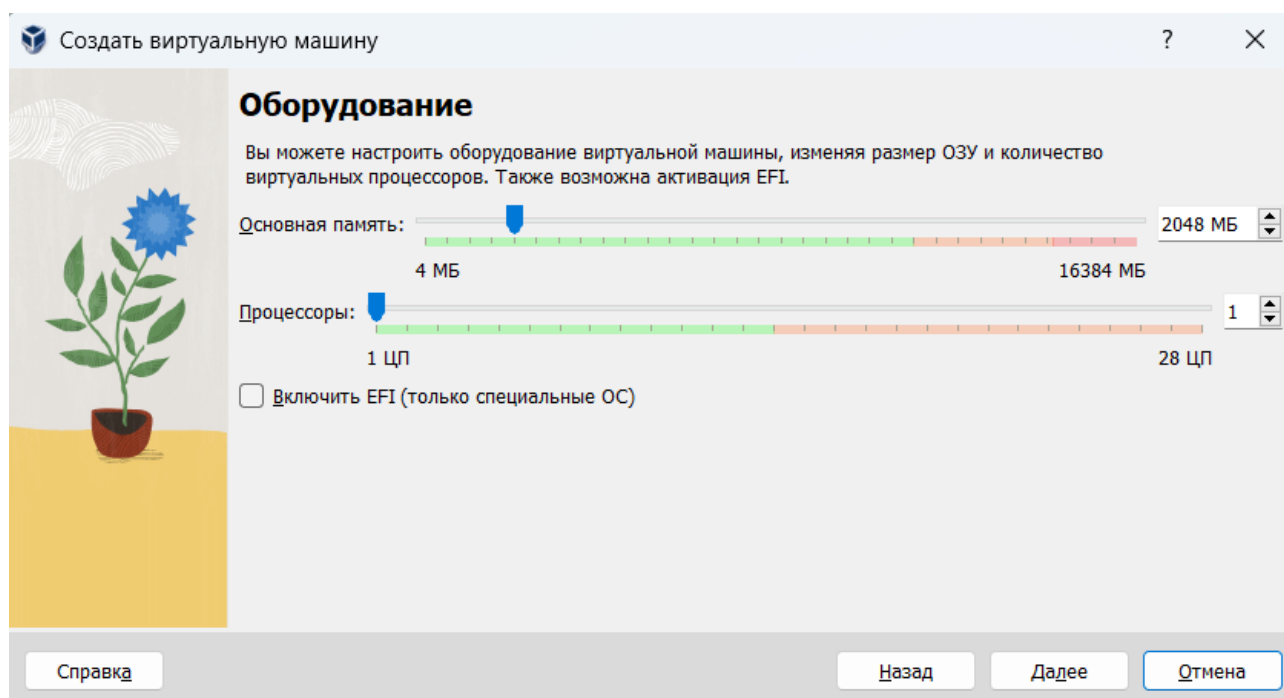 Создать виртуальную машину
?
Оборудование
Вы можете настроить оборудование виртуальной машины, изменяя размер ОЗУ и количество
виртуальных процессоров. Также возможна активация EFI.
Основная память:
2048 МБ
4 МБ
16384 МБ
Процессоры:
1
1 ЦП
28 ЦП
Включить EFI (только специальные ОС)
Справка
Назад
Далее
Отмена